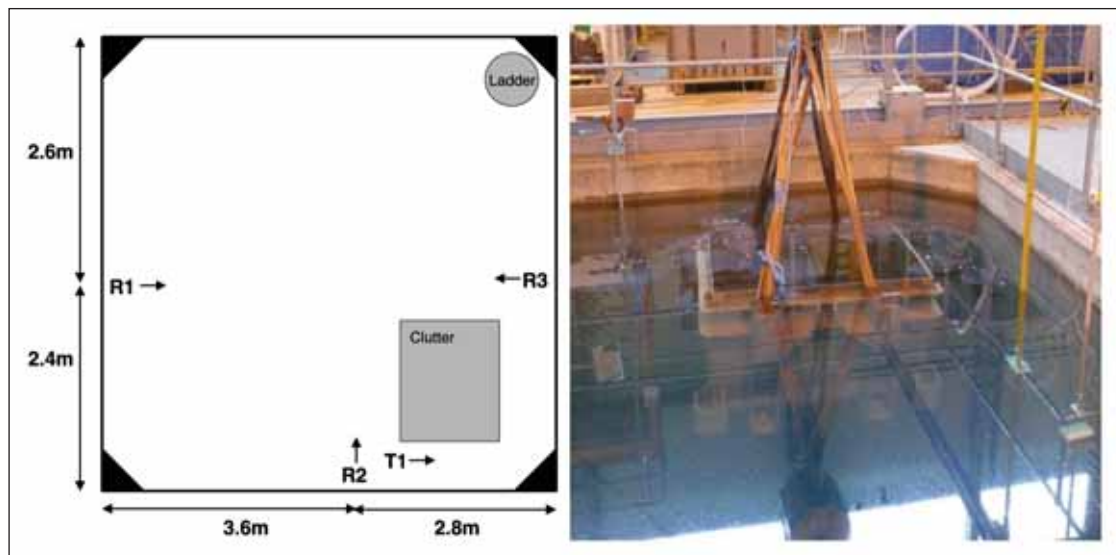 Ladder
2.6m
R1
R3
Clutter
2.4m
T1
R2
3.6m
2.8m